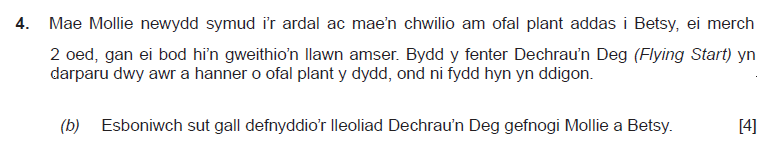 4. Mae Mollie newydd symud i'r ardal ac mae'n chwilio am ofal plant addas i Betsy, ei merch
2 oed, gan ei bod hi'n gweithio'n llawn amser. Bydd y fenter Dechrau'n Deg (Flying Start) yn
darparu dwy awr a hanner o ofal plant y dydd, ond ni fydd hyn yn ddigon.
(b) Esboniwch sut gall defnyddio'r lleoliad Dechrau'n Deg gefnogi Mollie a Betsy. [4]